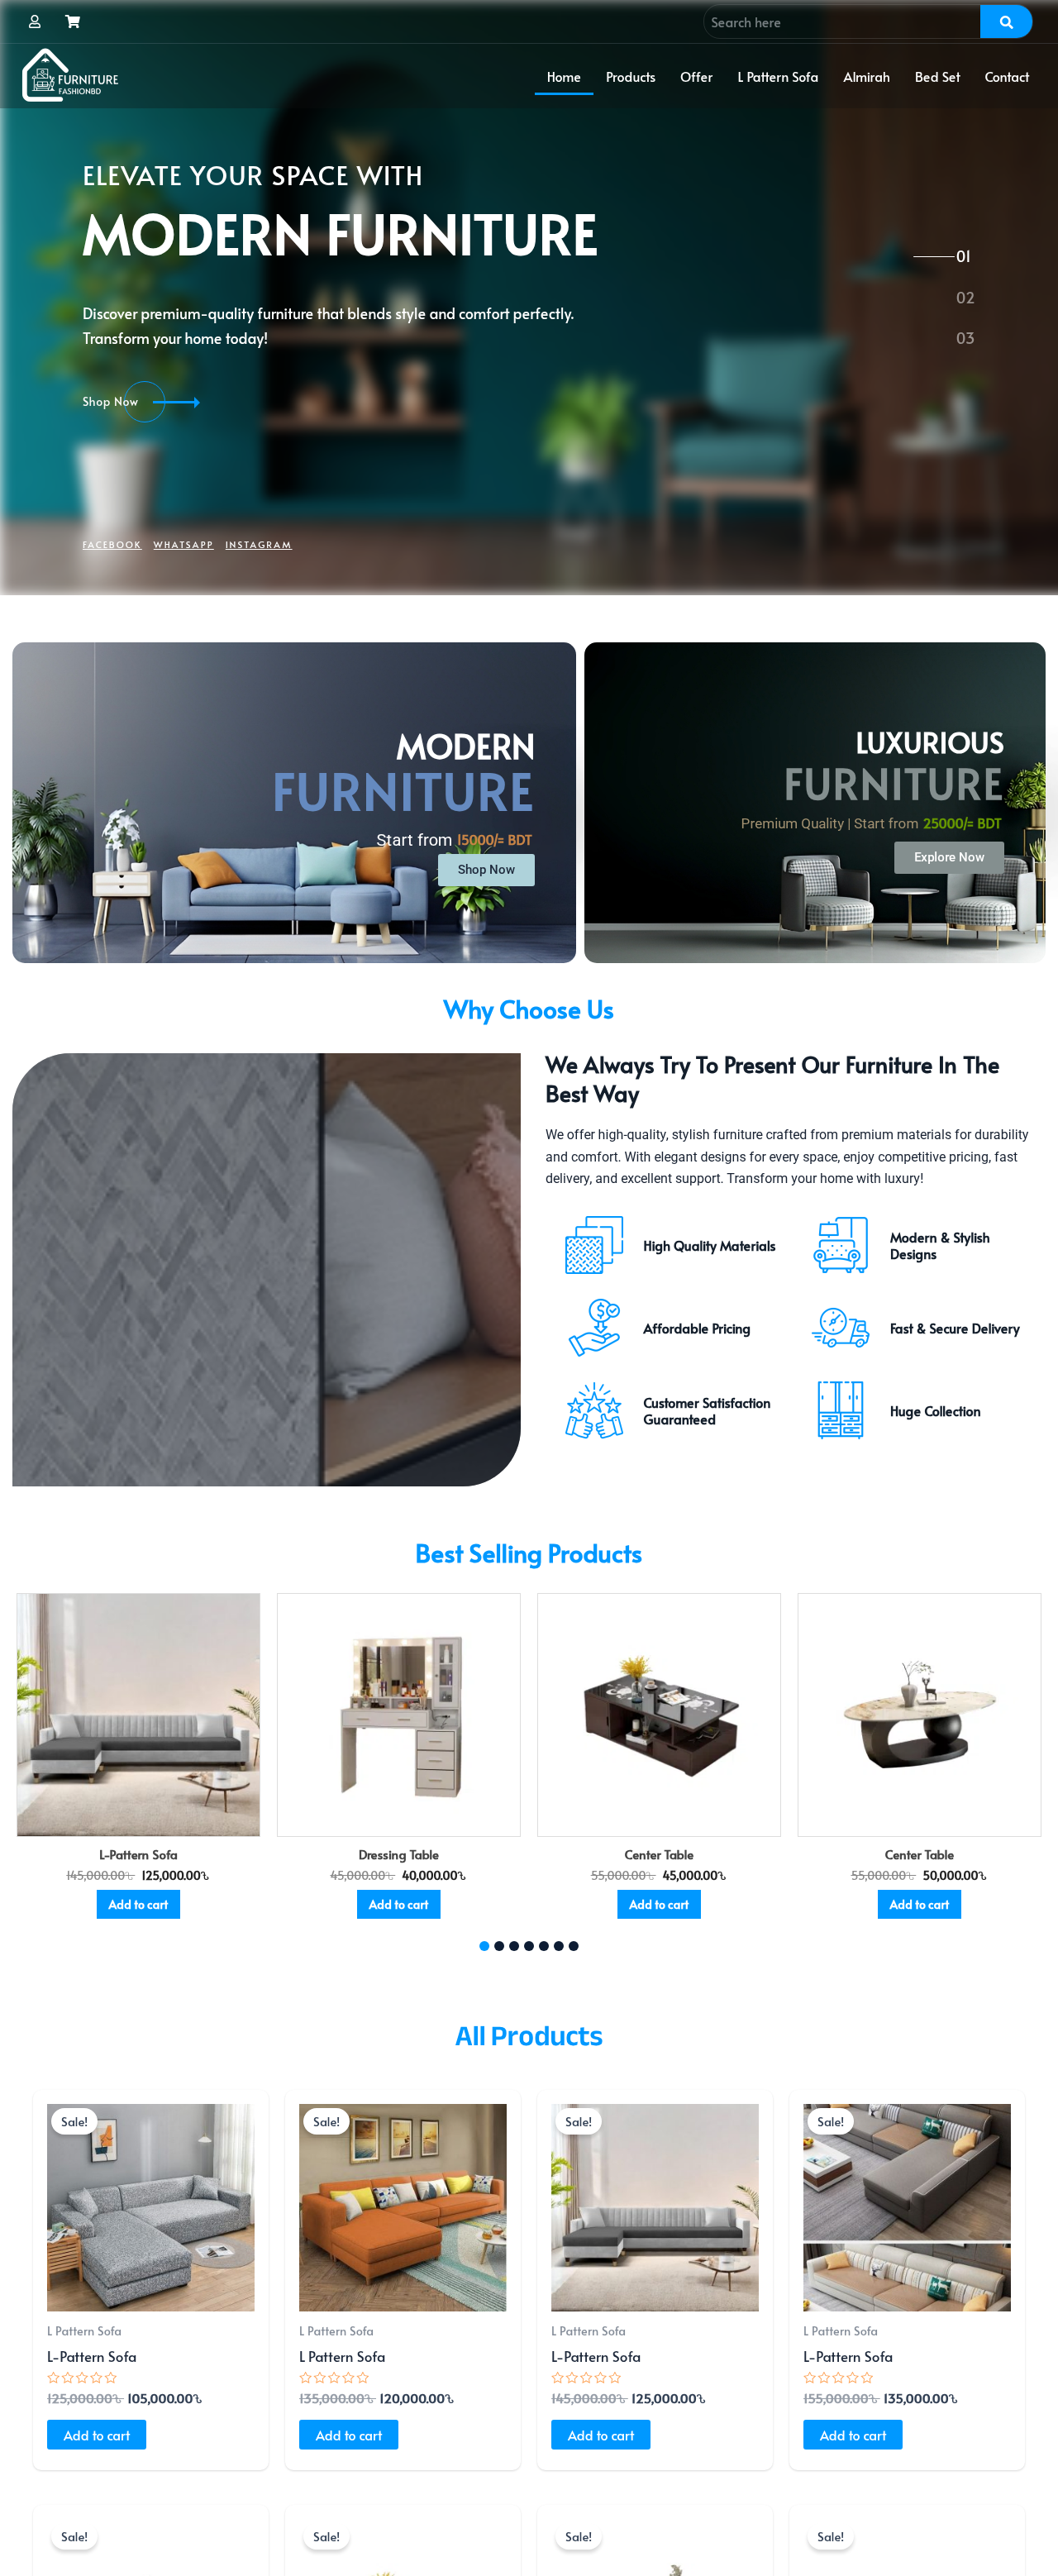 Search here
FURNITURE
FASHIONBD
Home Products Offer L Pattern Sofa Almirah Bed Set Contact
ELEVATE YOUR SPACE WITH
MODERN FURNITURE
Discover premium-quality furniture that blends style and comfort perfectly.
Transform your home today!
Shop Now
01
02
03
FACEBOOK WHATSAPP INSTAGRAM
MODERN
FURNITURE
Start from 15000/= BDT
Shop Now
LUXURIOUS
FURNITURE
Premium Quality | Start from 25000/= BDT
Explore Now
Why Choose Us
We Always Try To Present Our Furniture In The
Best Way
We offer high-quality, stylish furniture crafted from premium materials for durability
and comfort. With elegant designs for every space, enjoy competitive pricing, fast
delivery, and excellent support. Transform your home with luxury!
High Quality Materials
Modern & Stylish
Designs
Affordable Pricing
Fast & Secure Delivery
Customer Satisfaction
Guaranteed
Huge Collection
Best Selling Products
L-Pattern Sofa
145,000.00৳ 125,000.00৳
Add to cart
Dressing Table
45,000.00৳ 40,000.00৳
Add to cart
Center Table
55,000.00৳ 45,000.00৳
Add to cart
Center Table
55,000.00৳ 50,000.00৳
Add to cart
All Products
Sale!
L Pattern Sofa
L-Pattern Sofa
125,000.00৳ 105,000.00৳
Add to cart
Sale!
L Pattern Sofa
L Pattern Sofa
135,000.00৳ 120,000.00৳
Add to cart
Sale!
L Pattern Sofa
L-Pattern Sofa
145,000.00৳ 125,000.00৳
Add to cart
Sale!
L Pattern Sofa
L-Pattern Sofa
155,000.00৳ 135,000.00৳
Add to cart
Sale!
Sale!
Sale!
Sale!